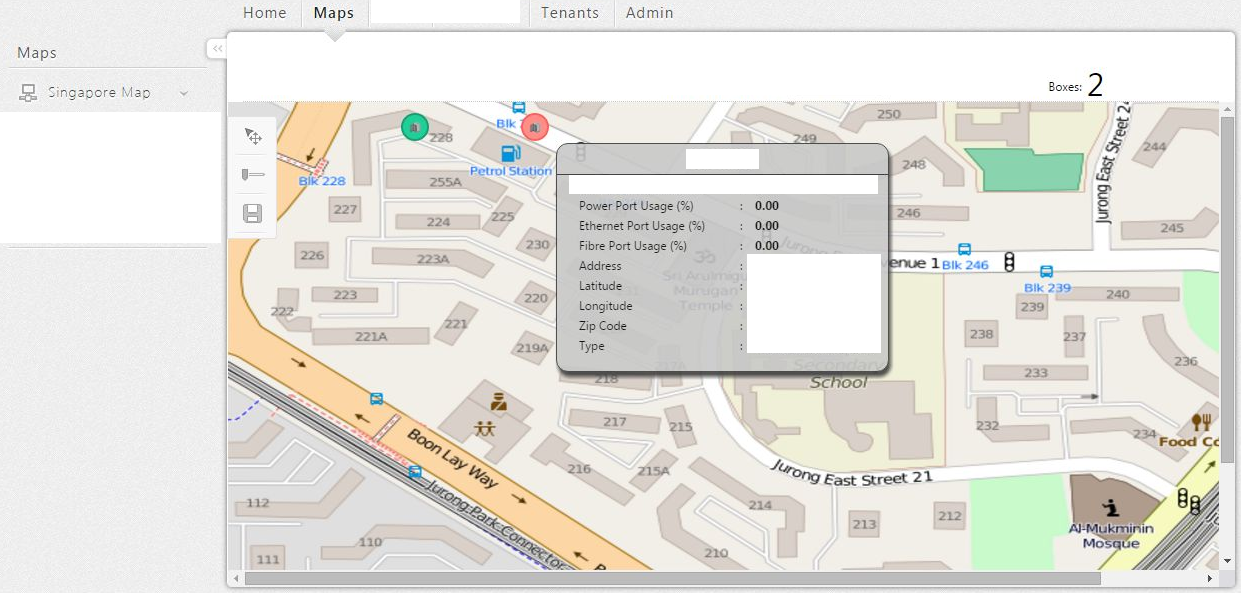 Home
Maps
Tenants
Admin
Maps
Singapore Map
Boxes: 2
228
Petrol Station
Blk 228
255A
227
224
225
230
226
223A
223
220
222
221A
221
219A
218
217
215
216
215A
214
213
212
210
112
111
110
250
249
248
246
244
245
Jurong East Street 24
enue 1
Blk 246
Blk 239
240
239
238
237
236
233
232
234
Power Port Usage (%) : 0.00
Ethernet Port Usage (%) : 0.00
Fibre Port Usage (%) : 0.00
Address :
Latitude :
Longitude :
Zip Code :
Type :
Sri Arulmigu
Murugan
Temple
Secondary
School
Boon Lay Way
Jurong Park Connector
Jurong East Street 21
Food Co
Al-Mukminin
Mosque